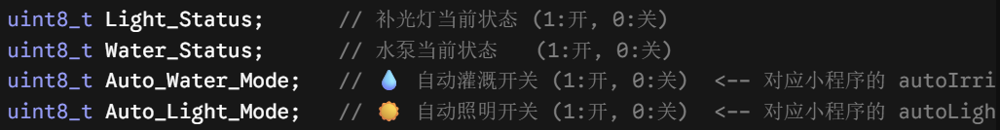 uint8_t Light_Status; // 补光灯当前状态 (1:开, 0:关)
uint8_t Water_Status; // 水泵当前状态 (1:开, 0:关)
uint8_t Auto_Water_Mode; // 💧 自动灌溉开关 (1:开, 0:关) <-- 对应小程序的 autoIrri
uint8_t Auto_Light_Mode; // ☀️ 自动照明开关 (1:开, 0:关) <-- 对应小程序的 autoLigh